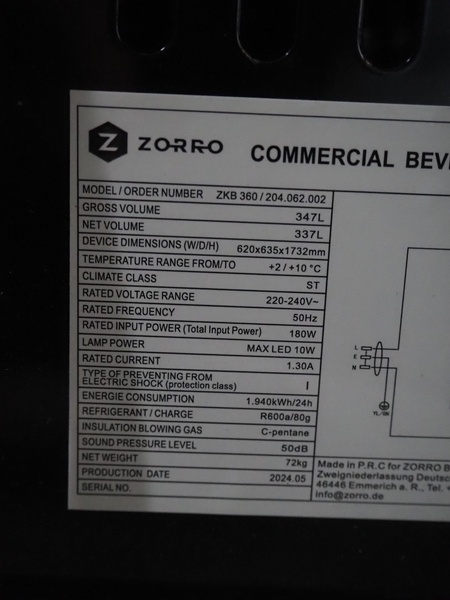 Z ZORRO COMMERCIAL
MODEL / ORDER NUMBER ZKB 360 / 204.062.002
GROSS VOLUME 347L
NET VOLUME 337L
DEVICE DIMENSIONS (W/D/H) 620x635x1732mm
TEMPERATURE RANGE FROM/TO +2 / +10 °C
CLIMATE CLASS ST
RATED VOLTAGE RANGE 220-240V~
RATED FREQUENCY 50Hz
RATED INPUT POWER (Total Input Power) 180W
LAMP POWER MAX LED 10W
RATED CURRENT 1.30A
TYPE OF PREVENTING FROM
ELECTRIC SHOCK (protection class) I
ENERGIE CONSUMPTION 1.940kWh/24h
REFRIGERANT / CHARGE R600a/80g
INSULATION BLOWING GAS C-pentane
SOUND PRESSURE LEVEL 50dB
NET WEIGHT 72kg
PRODUCTION DATE 2024.05
SERIAL NO.
L
E
N
YL/GN
Made in P.R.C for ZORRO
Zweigniederlassung
46446 Emmerich a. R., Tel.
info@zorro.de